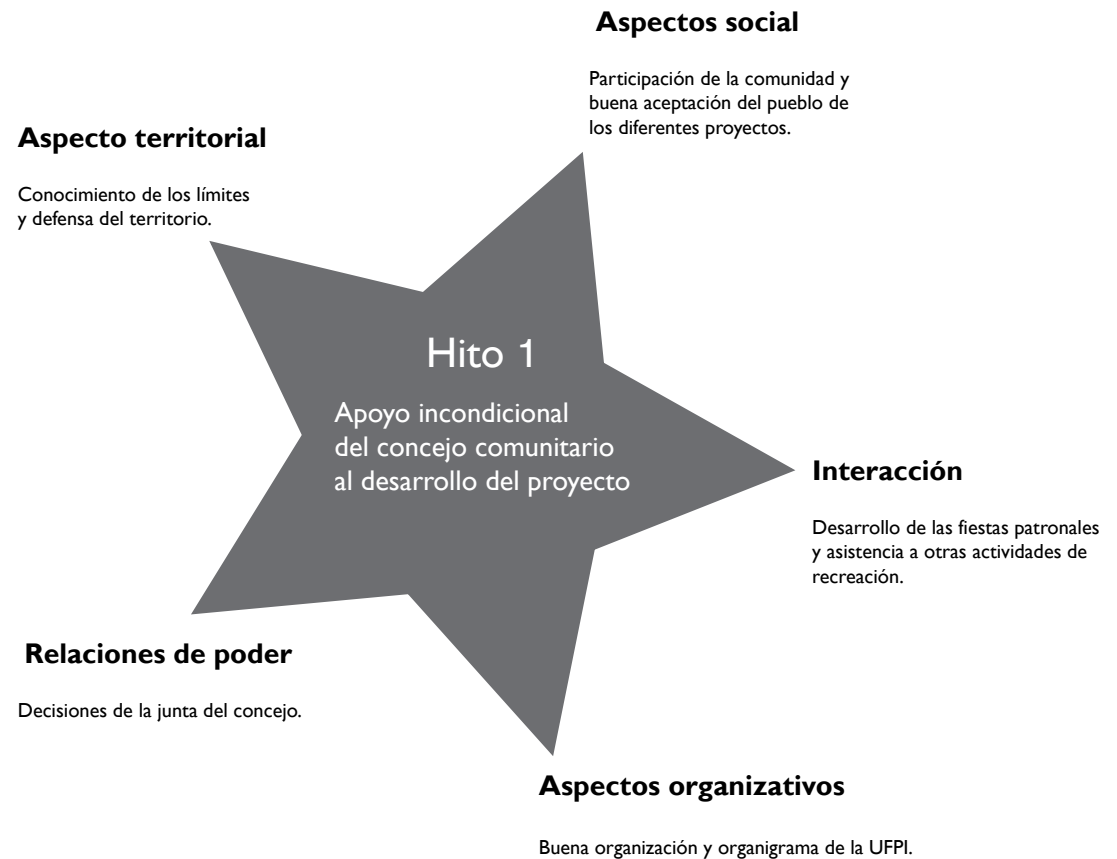 Aspectos social
Participación de la comunidad y
buena aceptación del pueblo de
los diferentes proyectos.
Aspecto territorial
Conocimiento de los límites
y defensa del territorio.
Hito 1
Apoyo incondicional
del concejo comunitario
al desarrollo del proyecto
Interacción
Desarrollo de las fiestas patronales
y asistencia a otras actividades de
recreación.
Relaciones de poder
Decisiones de la junta del concejo.
Aspectos organizativos
Buena organización y organigrama de la UFPI.